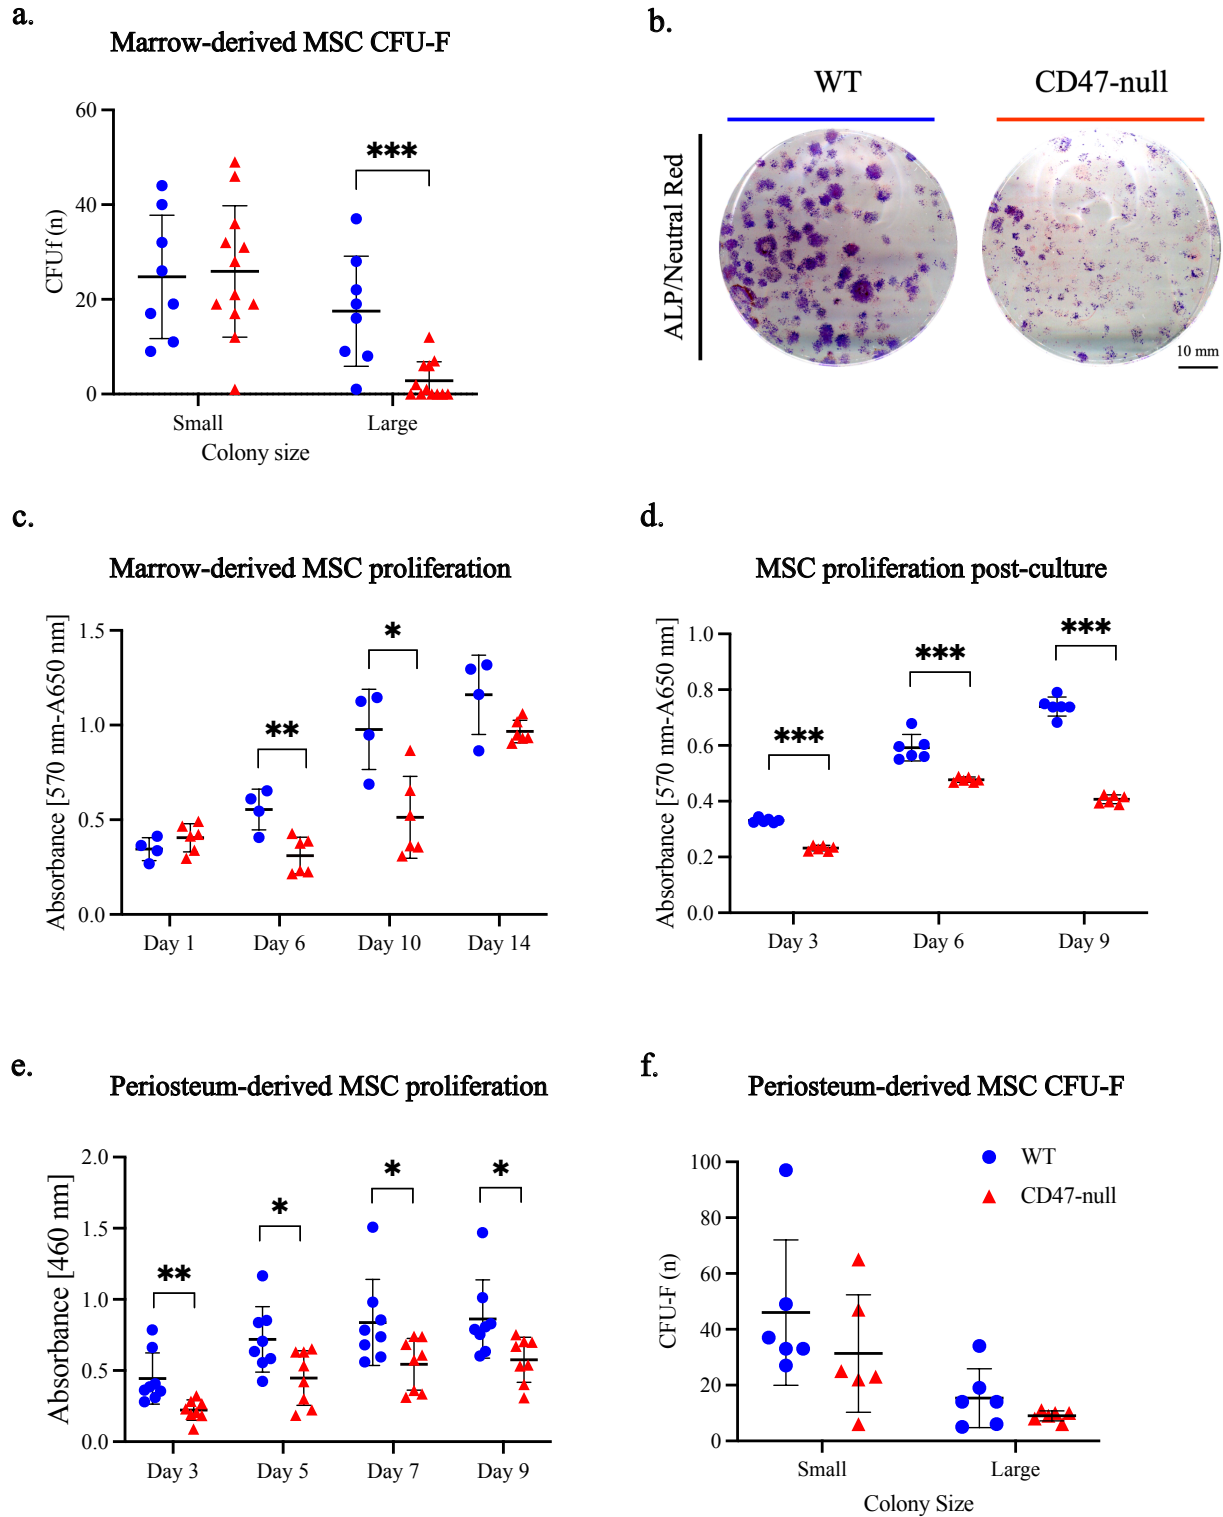 a.
Marrow-derived MSC CFU-F
60
40
20
0
CFUf (n)
***
Small
Large
Colony size
b.
WT
CD47-null
ALP/Neutral Red
10 mm
c.
Marrow-derived MSC proliferation
Absorbance [570 nm-A650 nm]
1.5
1.0
0.5
0.0
**
*
Day 1
Day 6
Day 10
Day 14
d.
MSC proliferation post-culture
Absorbance [570 nm-A650 nm]
1.0
0.8
0.6
0.4
0.2
0.0
***
***
***
Day 3
Day 6
Day 9
e.
Periosteum-derived MSC proliferation
Absorbance [460 nm]
2.0
1.5
1.0
0.5
0.0
**
*
*
*
Day 3
Day 5
Day 7
Day 9
f.
Periosteum-derived MSC CFU-F
CFU-F (n)
100
80
60
40
20
0
WT
CD47-null
Small
Large
Colony Size